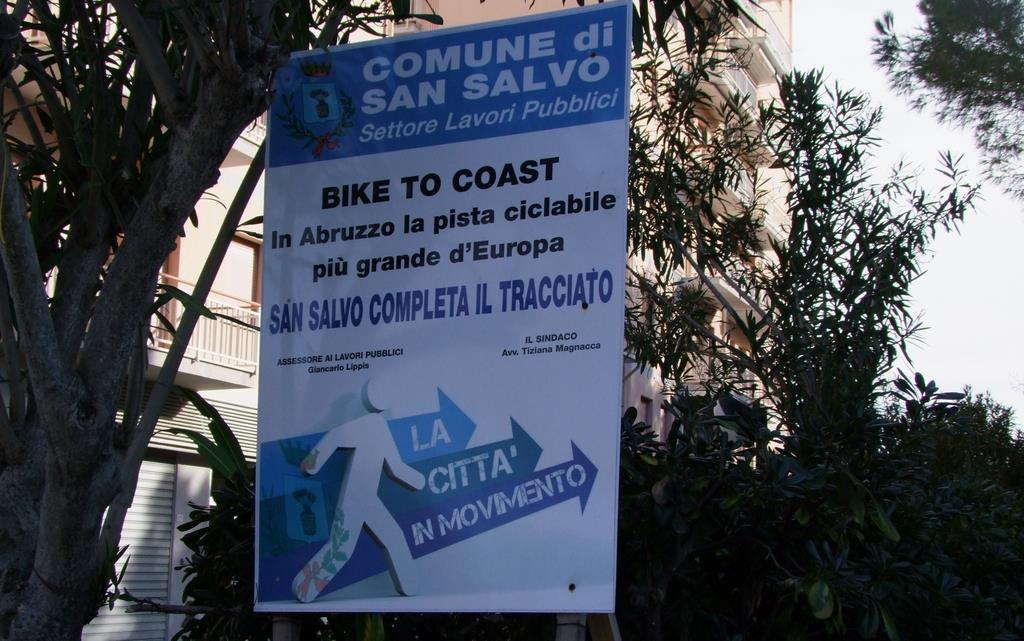 COMUNE di
SAN SALVO
Settore Lavori Pubblici
BIKE TO COAST
In Abruzzo la pista ciclabile
più grande d'Europa
SAN SALVO COMPLETA IL TRACCIATO
ASSESSORE AI LAVORI PUBBLICI
Giancarlo Lippis
IL SINDACO
Avv. Tiziana Magnacca
LA
CITTA'
IN MOVIMENTO